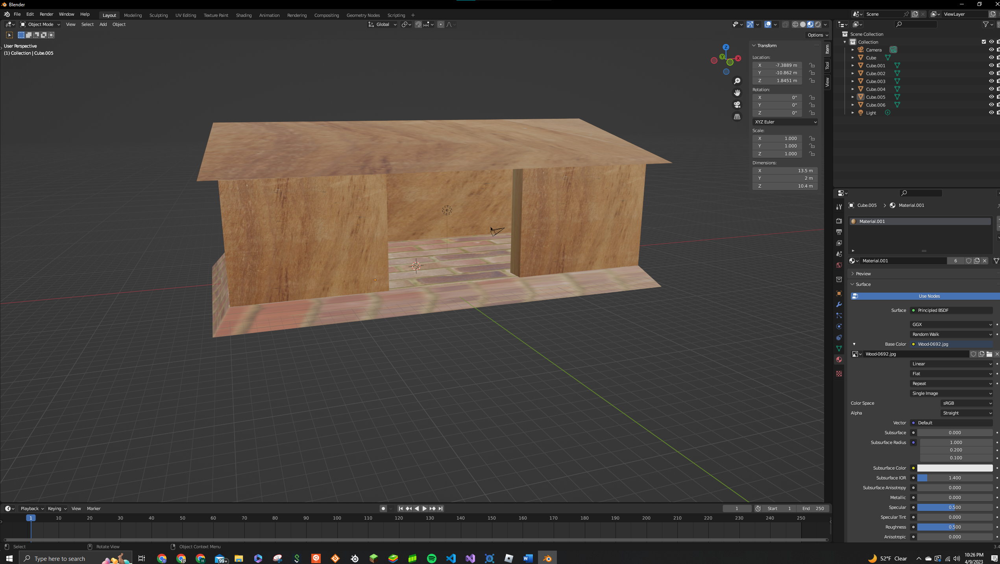 Blender
File Edit Render Window Help
Layout Modeling Sculpting UV Editing Texture Paint Shading Animation Rendering Compositing Geometry Nodes Scripting +
Scene
ViewLayer
Object Mode View Select Add Object
Global
Options
User Perspective
(1) Collection | Cube.005
Z
Y
X
Transform
Location:
X -7.3889 m
Y -10.862 m
Z 1.8451 m
Rotation:
X 0°
Y 0°
Z 0°
XYZ Euler
Scale:
X 1.000
Y 1.000
Z 1.000
Dimensions:
X 13.5 m
Y 2 m
Z 10.4 m
Item
Tool
View
Scene Collection
Collection
Camera
Cube
Cube.001
Cube.002
Cube.003
Cube.004
Cube.005
Cube.006
Light
Cube.005 > Material.001
Material.001
Material.001 6
Preview
Surface
Use Nodes
Surface Principled BSDF
GGX
Random Walk
Base Color Wood-0692.jpg
Wood-0692.jpg
Linear
Flat
Repeat
Single Image
Color Space sRGB
Alpha Straight
Vector Default
Subsurface 0.000
Subsurface Radius 1.000
0.200
0.100
Subsurface Color
Subsurface IOR 1.400
Subsurface Anisotropy 0.000
Metallic 0.000
Specular 0.500
Specular Tint 0.000
Roughness 0.500
Anisotropic 0.000
Playback Keying View Marker
1 Start 1 End 250
1 10 20 30 40 50 60 70 80 90 100 110 120 130 140 150 160 170 180 190 200 210 220 230 240 250
Select Rotate View Object Context Menu
3.4
Type here to search
99+
52°F Clear
10:26 PM
4/9/2023